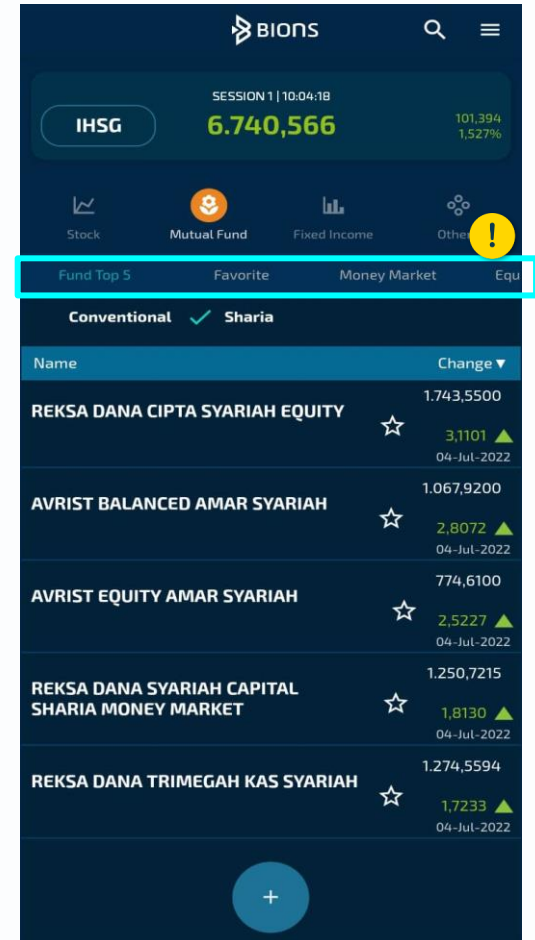 BIONS
SESSION 1 | 10:04:18
IHSG
6.740,566
101,394
1,527%
Stock
Mutual Fund
Fixed Income
Othe
!
Fund Top 5
Favorite
Money Market
Equ
Conventional
Sharia
Name
Change ▼
REKSA DANA CIPTA SYARIAH EQUITY
1.743,5500
3,1101
04-Jul-2022
AVRIST BALANCED AMAR SYARIAH
1.067,9200
2,8072
04-Jul-2022
AVRIST EQUITY AMAR SYARIAH
774,6100
2,5227
04-Jul-2022
REKSA DANA SYARIAH CAPITAL
SHARIA MONEY MARKET
1.250,7215
1,8130
04-Jul-2022
REKSA DANA TRIMEGAH KAS SYARIAH
1.274,5594
1,7233
04-Jul-2022
+